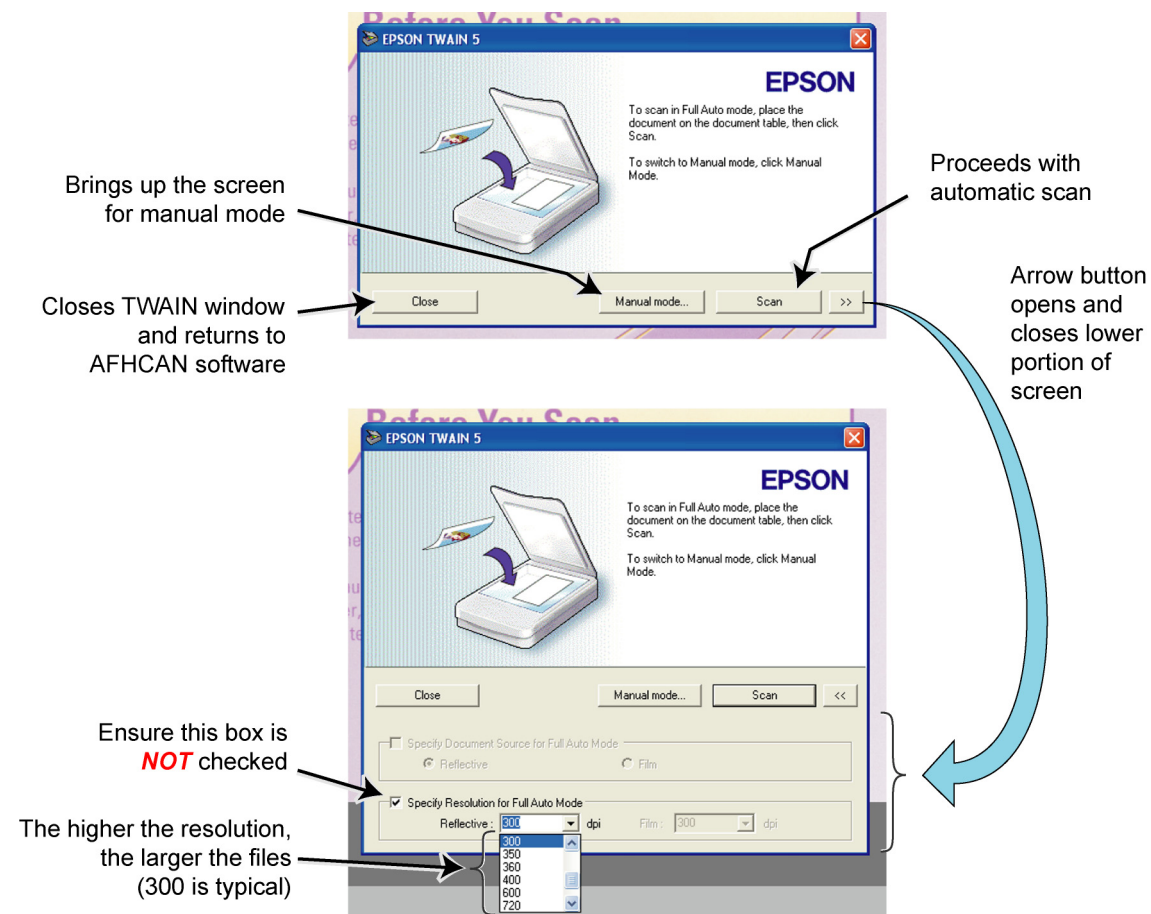 Before You Scan
EPSON TWAIN 5
EPSON
To scan in Full Auto mode, place the
document on the document table, then click
Scan.
To switch to Manual mode, click Manual
Mode.
Brings up the screen
for manual mode
Proceeds with
automatic scan
Close
Manual mode...
Scan
>>
Closes TWAIN window
and returns to
AFHCAN software
Arrow button
opens and
closes lower
portion of
screen
Before You Scan
EPSON TWAIN 5
EPSON
To scan in Full Auto mode, place the
document on the document table, then click
Scan.
To switch to Manual mode, click Manual
Mode.
Close
Manual mode...
Scan
<<
Ensure this box is
NOT checked
Specify Document Source for Full Auto Mode
Reflective
Film
Specify Resolution for Full Auto Mode
Reflective : 300 dpi
Film : 300 dpi
The higher the resolution,
the larger the files
(300 is typical)
300
350
360
400
600
720